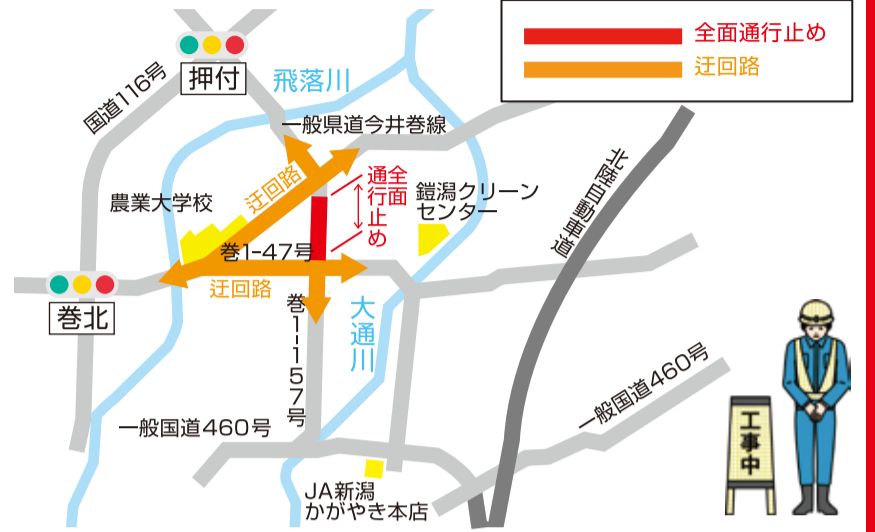 全面通行止め
迂回路
押付
国道116号
飛落川
一般県道今井巻線
農業大学校
迂回路
全面
通行止め
鎧潟クリーン
センター
北陸自動車道
巻1-47号
迂回路
巻北
大通川
巻1-157号
一般国道460号
一般国道460号
JA新潟
かがやき本店
工事中